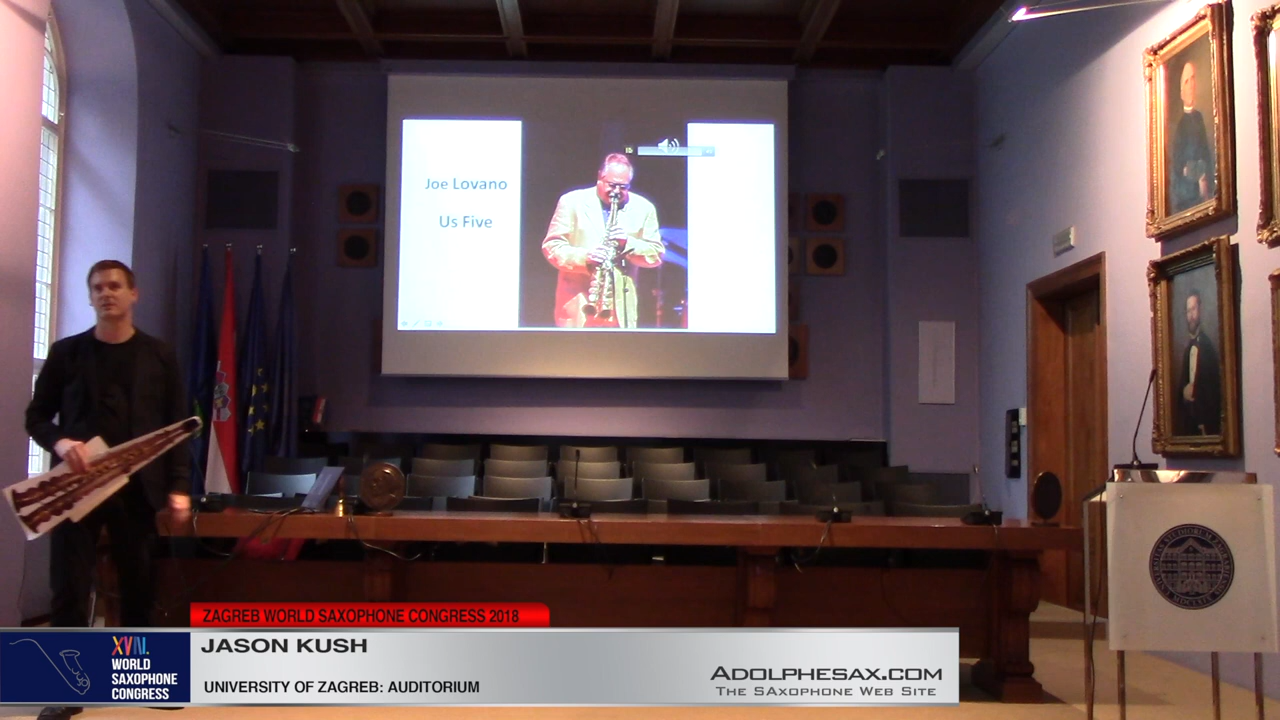 Joe Lovano
Us Five
ZAGREB WORLD SAXOPHONE CONGRESS 2018
XVIII.
WORLD
SAXOPHONE
CONGRESS
JASON KUSH
UNIVERSITY OF ZAGREB: AUDITORIUM
ADOLPHESAX.COM
THE SAXOPHONE WEB SITE